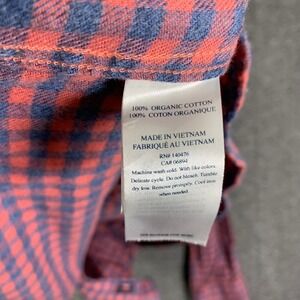 100% ORGANIC COTTON
100% COTON ORGANIQUE
MADE IN VIETNAM
FABRIQUÉ AU VIETNAM
RN# 140476
CA# 06894
Machine wash cold. With like colors.
Delicate cycle. Do not bleach. Tumble
dry low. Remove promptly. Cool iron
when needed.